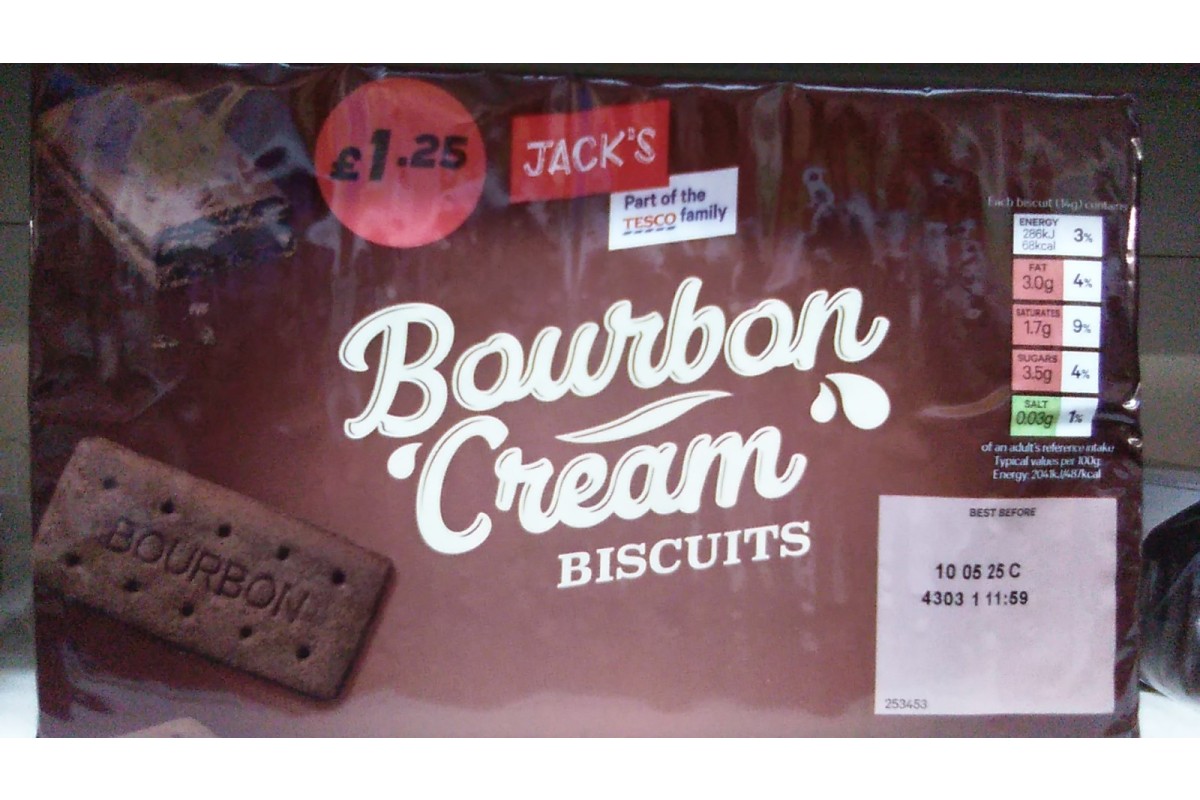 £1.25
JACK'S
Part of the
TESCO family
Bourbon
Cream
BISCUITS
BOURBON
Each biscuit (14g) contains
ENERGY
286kJ
68kcal
3%
FAT
3.0g
4%
SATURATES
1.7g
9%
SUGARS
3.5g
4%
SALT
0.03g
1%
of an adult's reference intake
Typical values per 100g:
Energy: 2041kJ/487kcal
BEST BEFORE
10 05 25 C
4303 1 11:59
253453